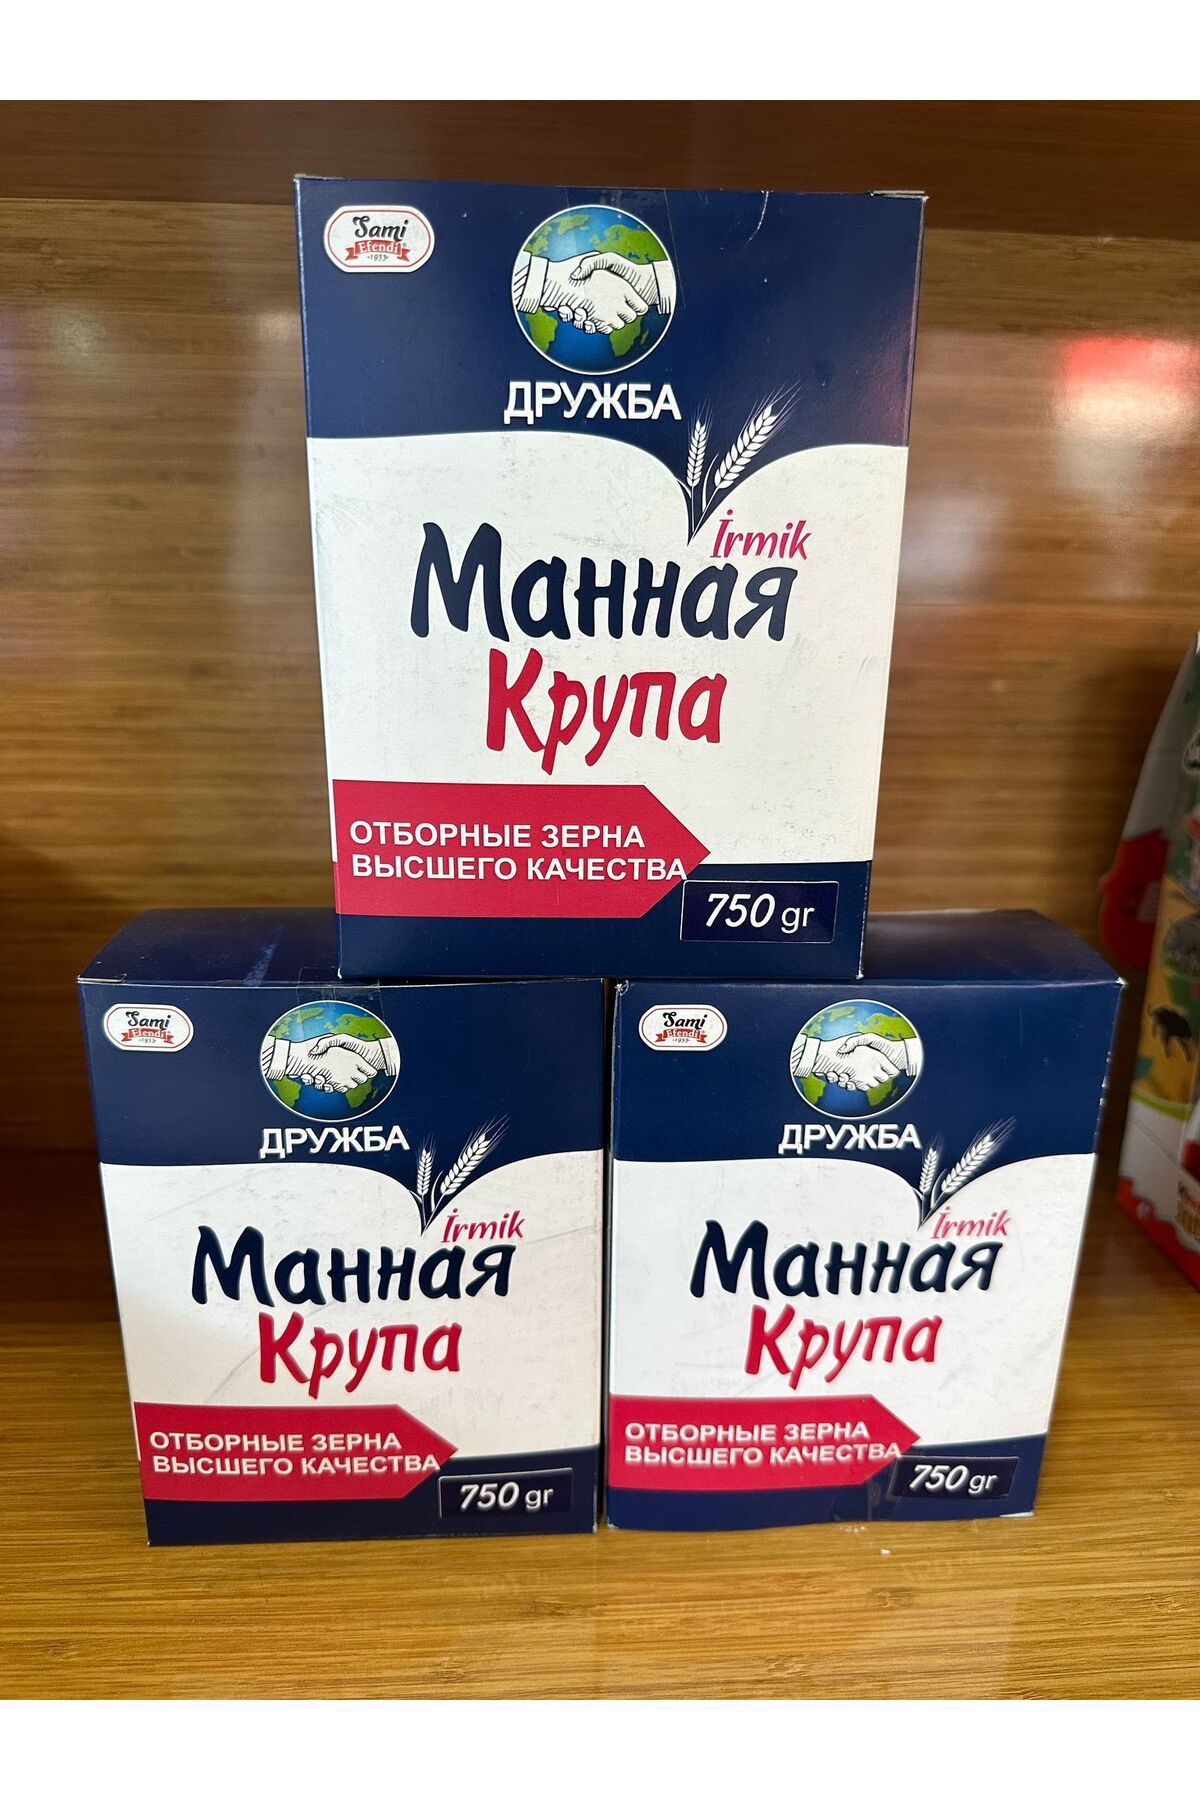 Sami
Efendi
1933
ДРУЖБА
İrmik
Манная
Крупа
ОТБОРНЫЕ ЗЕРНА
ВЫСШЕГО КАЧЕСТВА
750 gr
Sami
Efendi
1933
ДРУЖБА
İrmik
Манная
Крупа
ОТБОРНЫЕ ЗЕРНА
ВЫСШЕГО КАЧЕСТВА
750 gr
Sami
Efendi
1933
ДРУЖБА
İrmik
Манная
Крупа
ОТБОРНЫЕ ЗЕРНА
ВЫСШЕГО КАЧЕСТВА
750 gr